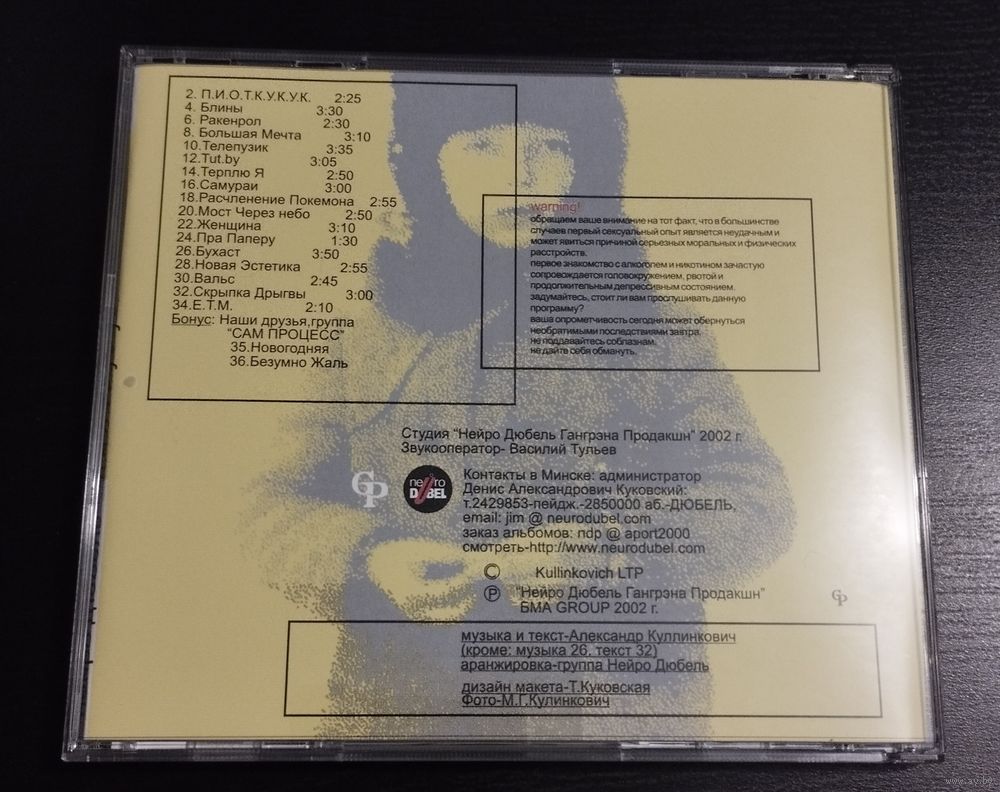 2. П.И.О.Т.К.У.К.У.К. 2:25
4. Блины 3:30
6. Ракенрол 2:30
8. Большая Мечта 3:10
10.Телепузик 3:35
12.Tut.by 3:05
14.Терплю Я 2:50
16.Самураи 3:00
18.Расчленение Покемона 2:55
20.Мост Через небо 2:50
22.Женщина 3:10
24.Пра Паперу 1:30
26.Бухаст 3:50
28.Новая Эстетика 2:55
30.Вальс 2:45
32.Скрыпка Дрыгвы 3:00
34.Е.Т.М. 2:10
Бонус: Наши друзья,группа
"САМ ПРОЦЕСС"
35.Новогодняя
36.Безумно Жаль
warning!
обращаем ваше внимание на тот факт, что в большинстве
случаев первый сексуальный опыт является неудачным и
может явиться причиной серьезных моральных и физических
расстройств.
первое знакомство с алкоголем и никотином зачастую
сопровождается головокружением, рвотой и
продолжительным депрессивным состоянием.
задумайтесь, стоит ли вам прослушивать данную
программу?
ваша опрометчивость сегодня может обернуться
необратимыми последствиями завтра.
не поддавайтесь соблазнам.
не дайте себя обмануть.
Студия "Нейро Дюбель Гангрэна Продакшн" 2002 г.
Звукооператор- Василий Тульев
GP
neuro
DUBEL
Контакты в Минске: администратор
Денис Александрович Куковский:
т.2429853-пейдж.-2850000 аб.-ДЮБЕЛЬ,
email: jim @ neurodubel.com
заказ альбомов: ndp @ aport2000
смотреть-http://www.neurodubel.com
© Kullinkovich LTP
℗ "Нейро Дюбель Гангрэна Продакшн"
БМА GROUP 2002 г.
GP
музыка и текст-Александр Куллинкович
(кроме: музыка 26. текст 32)
аранжировка-группа Нейро Дюбель
дизайн макета-Т.Куковская
Фото-М.Г.Кулинкович
www.ay.by